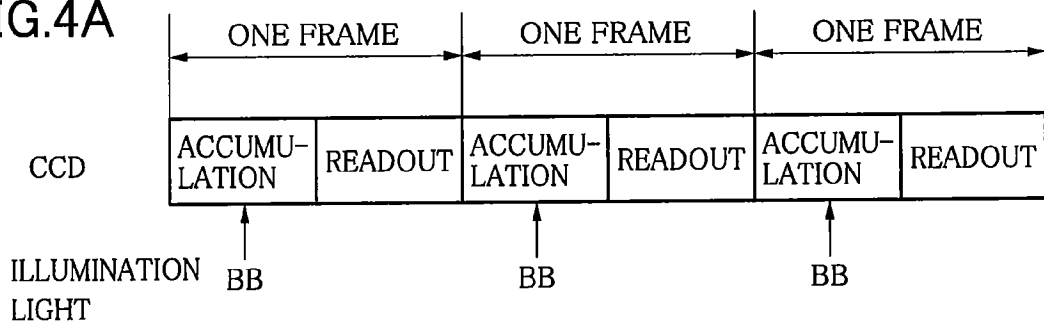 FIG.4A
ONE FRAME ONE FRAME ONE FRAME
CCD
ACCUMU-
LATION
READOUT
ACCUMU-
LATION
READOUT
ACCUMU-
LATION
READOUT
ILLUMINATION
LIGHT
BB BB BB